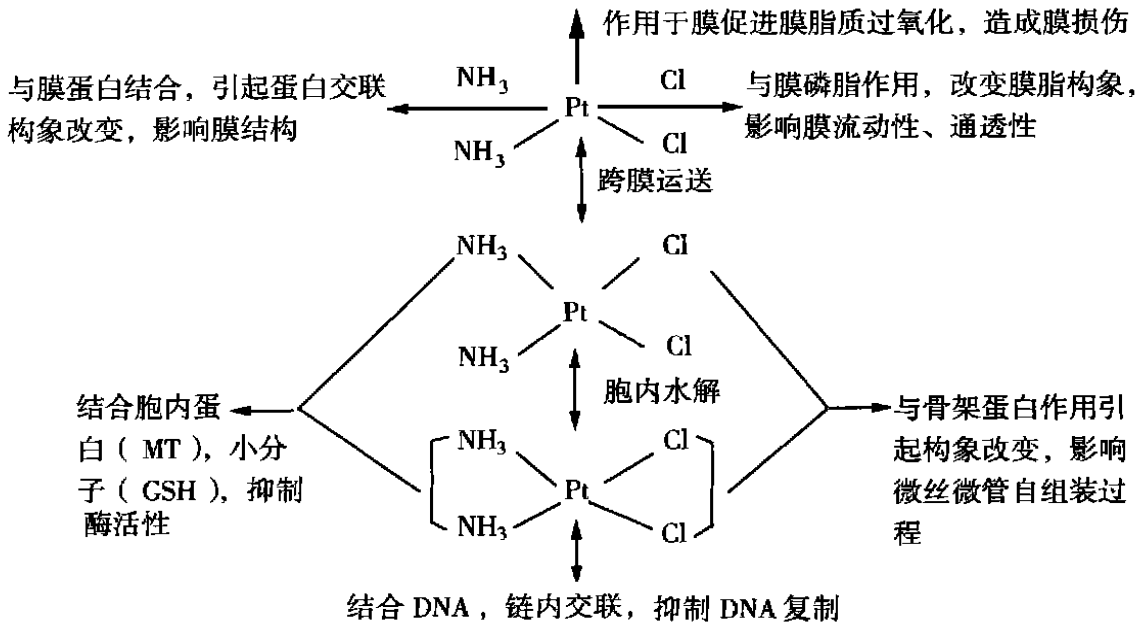 作用于膜促进膜脂质过氧化，造成膜损伤
与膜蛋白结合，引起蛋白交联
构象改变，影响膜结构
NH3
Cl
Pt
NH3
Cl
与膜磷脂作用，改变膜脂构象，
影响膜流动性、通透性
跨膜运送
NH3
Cl
Pt
NH3
Cl
胞内水解
结合胞内蛋
白（MT），小分
子（GSH），抑制
酶活性
NH3
Cl
Pt
NH3
Cl
与骨架蛋白作用引
起构象改变，影响
微丝微管自组装过
程
结合 DNA，链内交联，抑制 DNA 复制